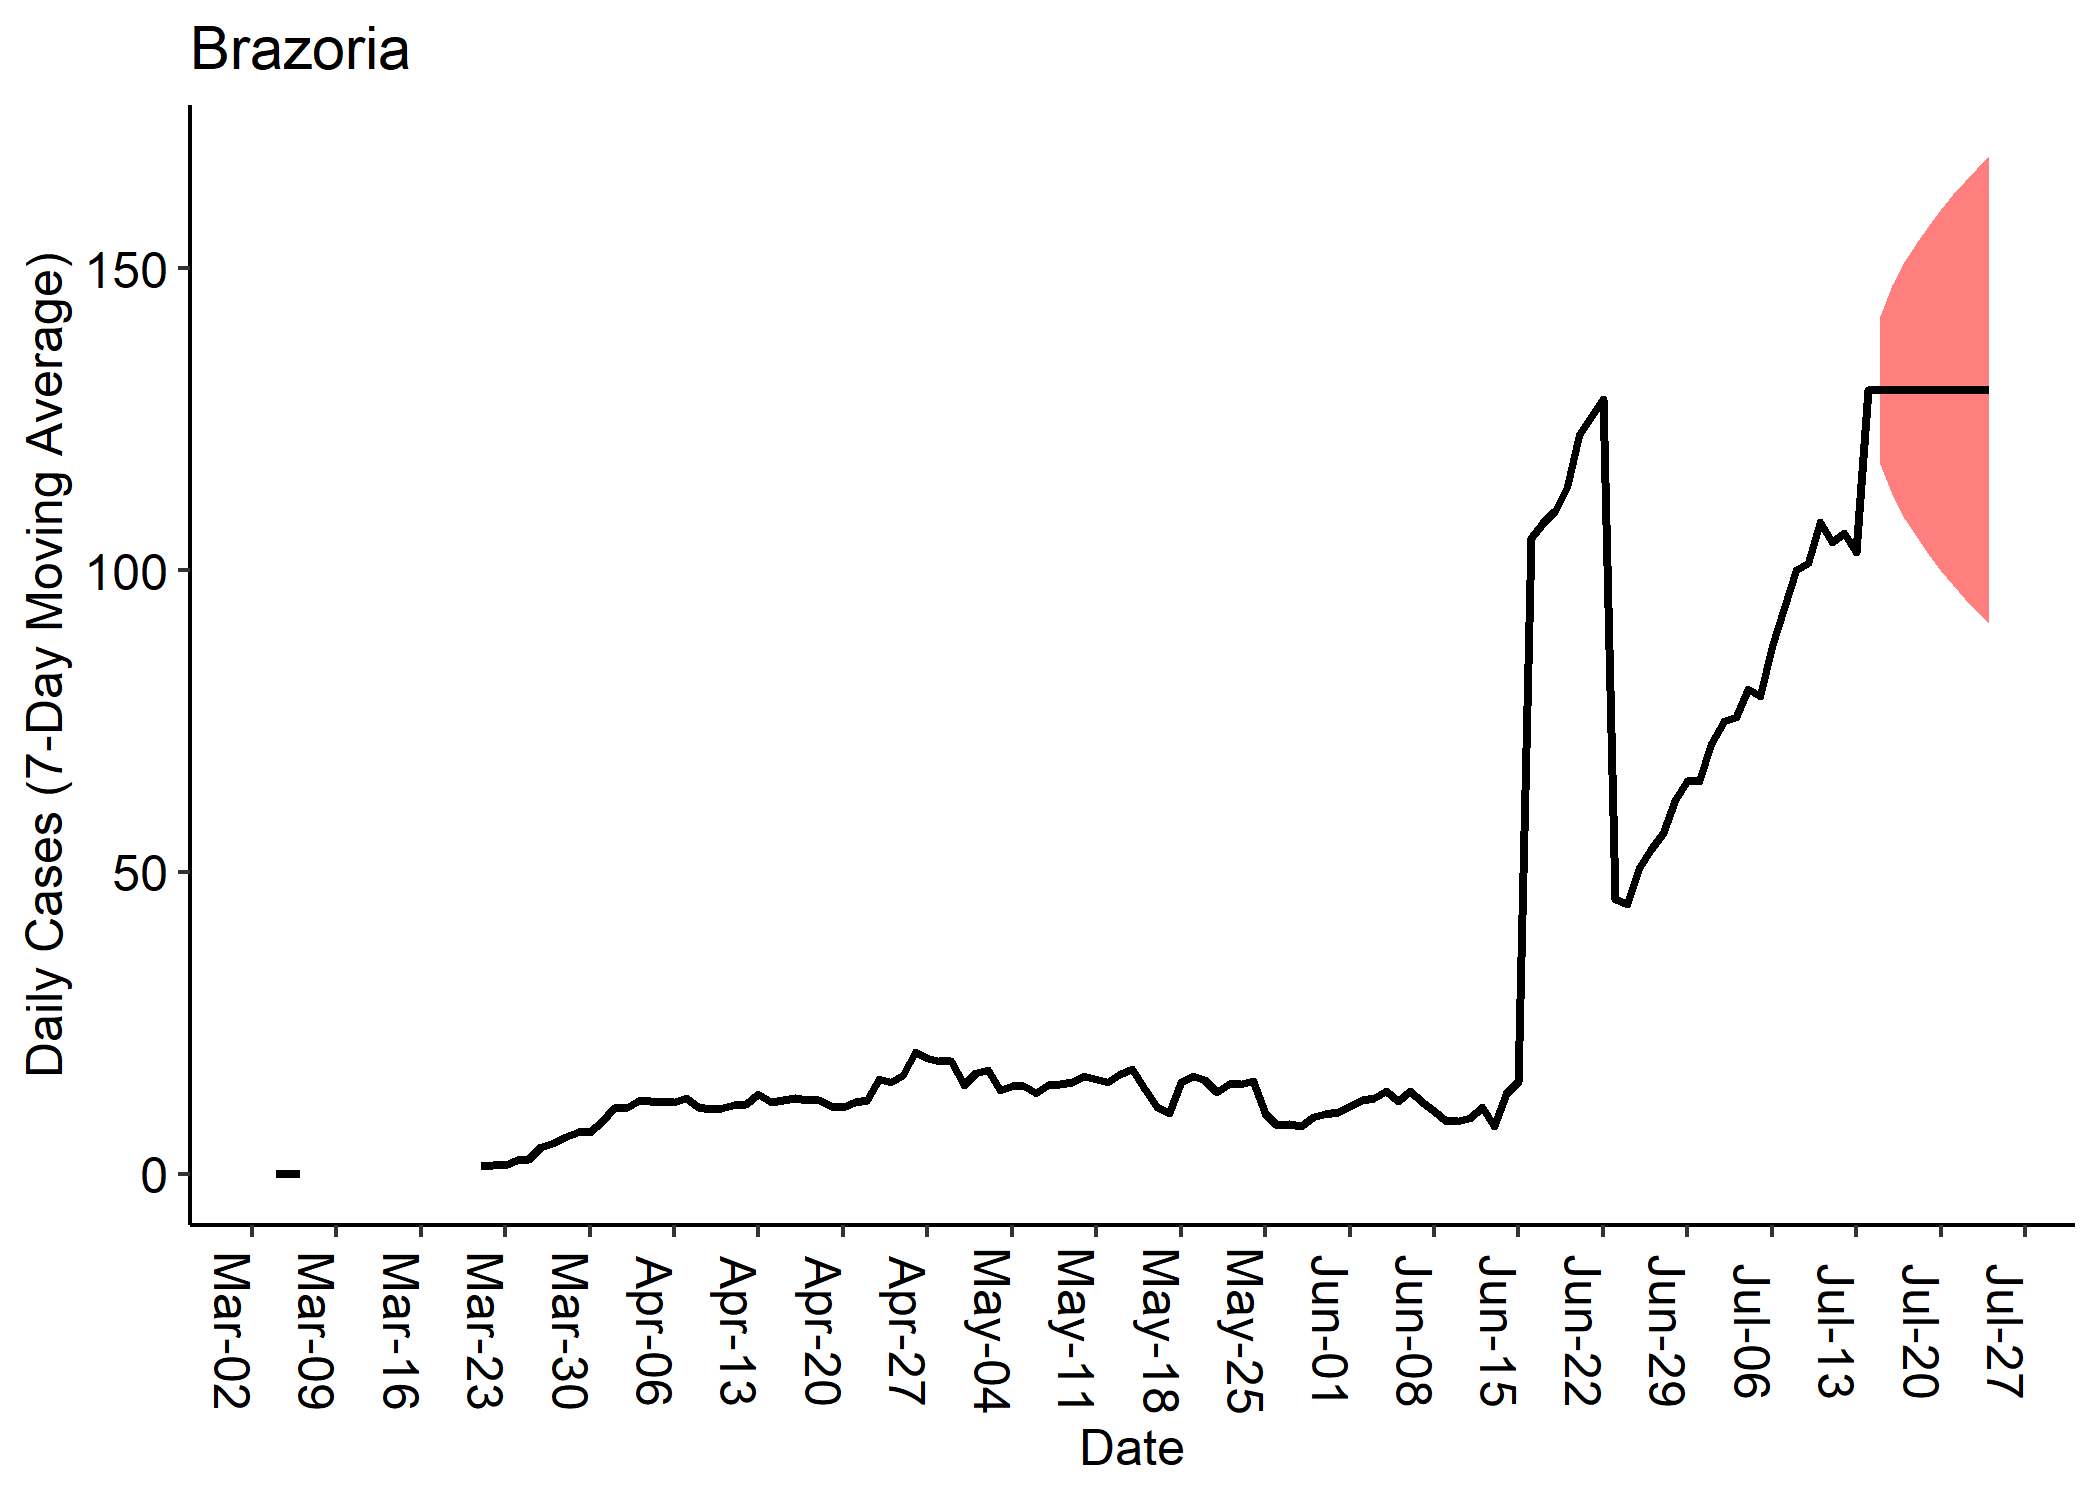 Brazoria
Daily Cases (7-Day Moving Average)
150
100
50
0
Mar-02
Mar-09
Mar-16
Mar-23
Mar-30
Apr-06
Apr-13
Apr-20
Apr-27
May-04
May-11
May-18
May-25
Jun-01
Jun-08
Jun-15
Jun-22
Jun-29
Jul-06
Jul-13
Jul-20
Jul-27
Date